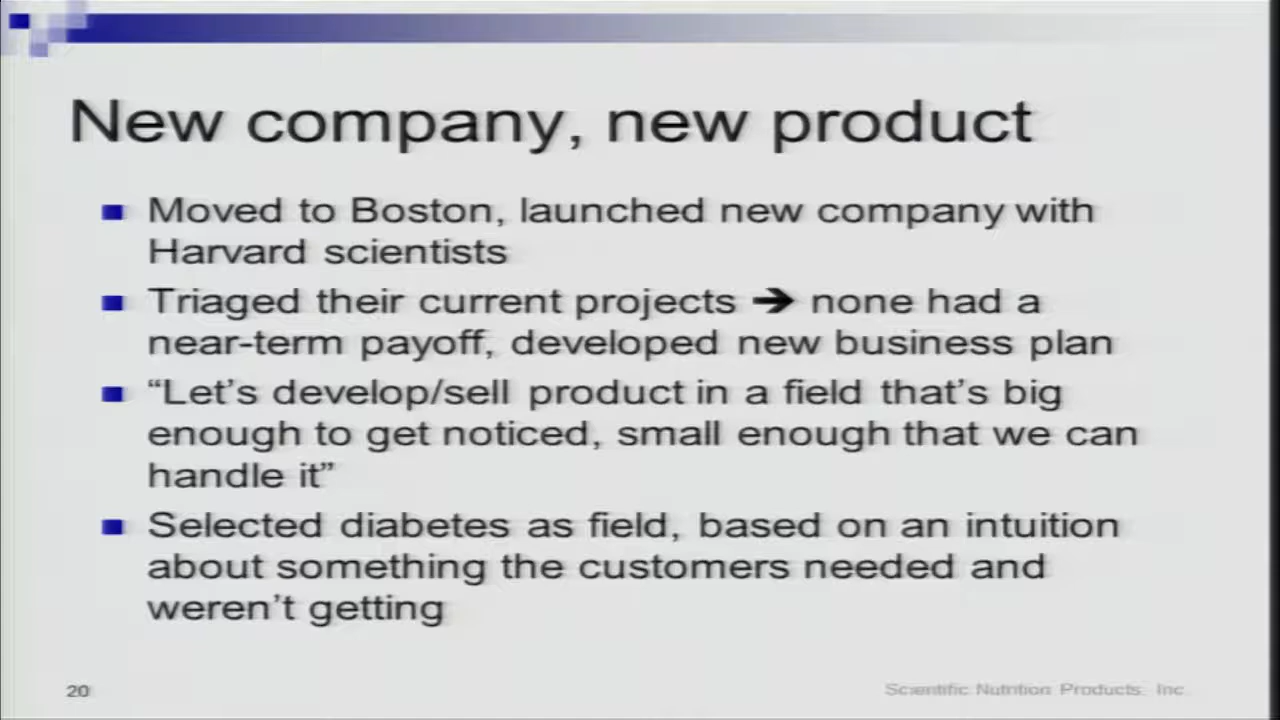 New company, new product
Moved to Boston, launched new company with
Harvard scientists
Triaged their current projects ➔ none had a
near-term payoff, developed new business plan
“Let’s develop/sell product in a field that’s big
enough to get noticed, small enough that we can
handle it”
Selected diabetes as field, based on an intuition
about something the customers needed and
weren’t getting
20
Scientific Nutrition Products, Inc.